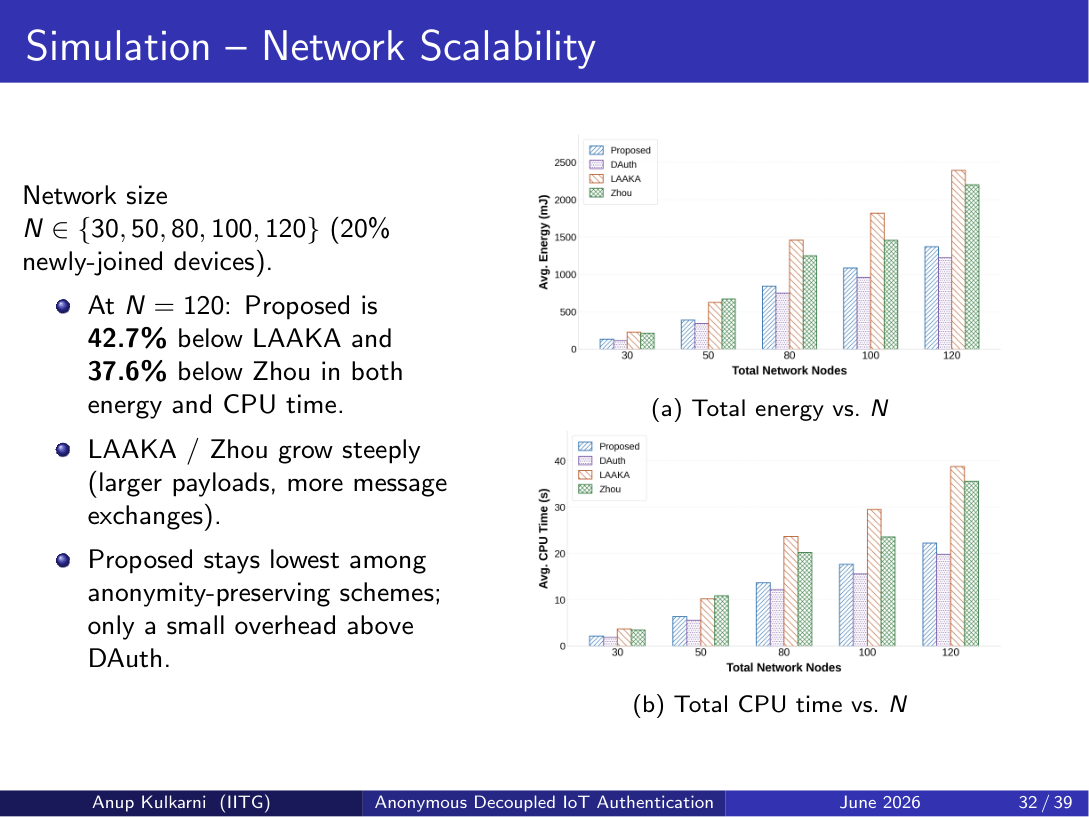 Simulation – Network Scalability
Network size
N ∈ {30, 50, 80, 100, 120} (20%
newly-joined devices).
At N = 120: Proposed is
42.7% below LAAKA and
37.6% below Zhou in both
energy and CPU time.
LAAKA / Zhou grow steeply
(larger payloads, more message
exchanges).
Proposed stays lowest among
anonymity-preserving schemes;
only a small overhead above
DAuth.
Proposed
DAuth
LAAKA
Zhou
Avg. Energy (mJ)
2500
2000
1500
1000
500
0
30 50 80 100 120
Total Network Nodes
(a) Total energy vs. N
Proposed
DAuth
LAAKA
Zhou
Avg. CPU Time (s)
40
30
20
10
0
30 50 80 100 120
Total Network Nodes
(b) Total CPU time vs. N
Anup Kulkarni (IITG) Anonymous Decoupled IoT Authentication June 2026 32 / 39